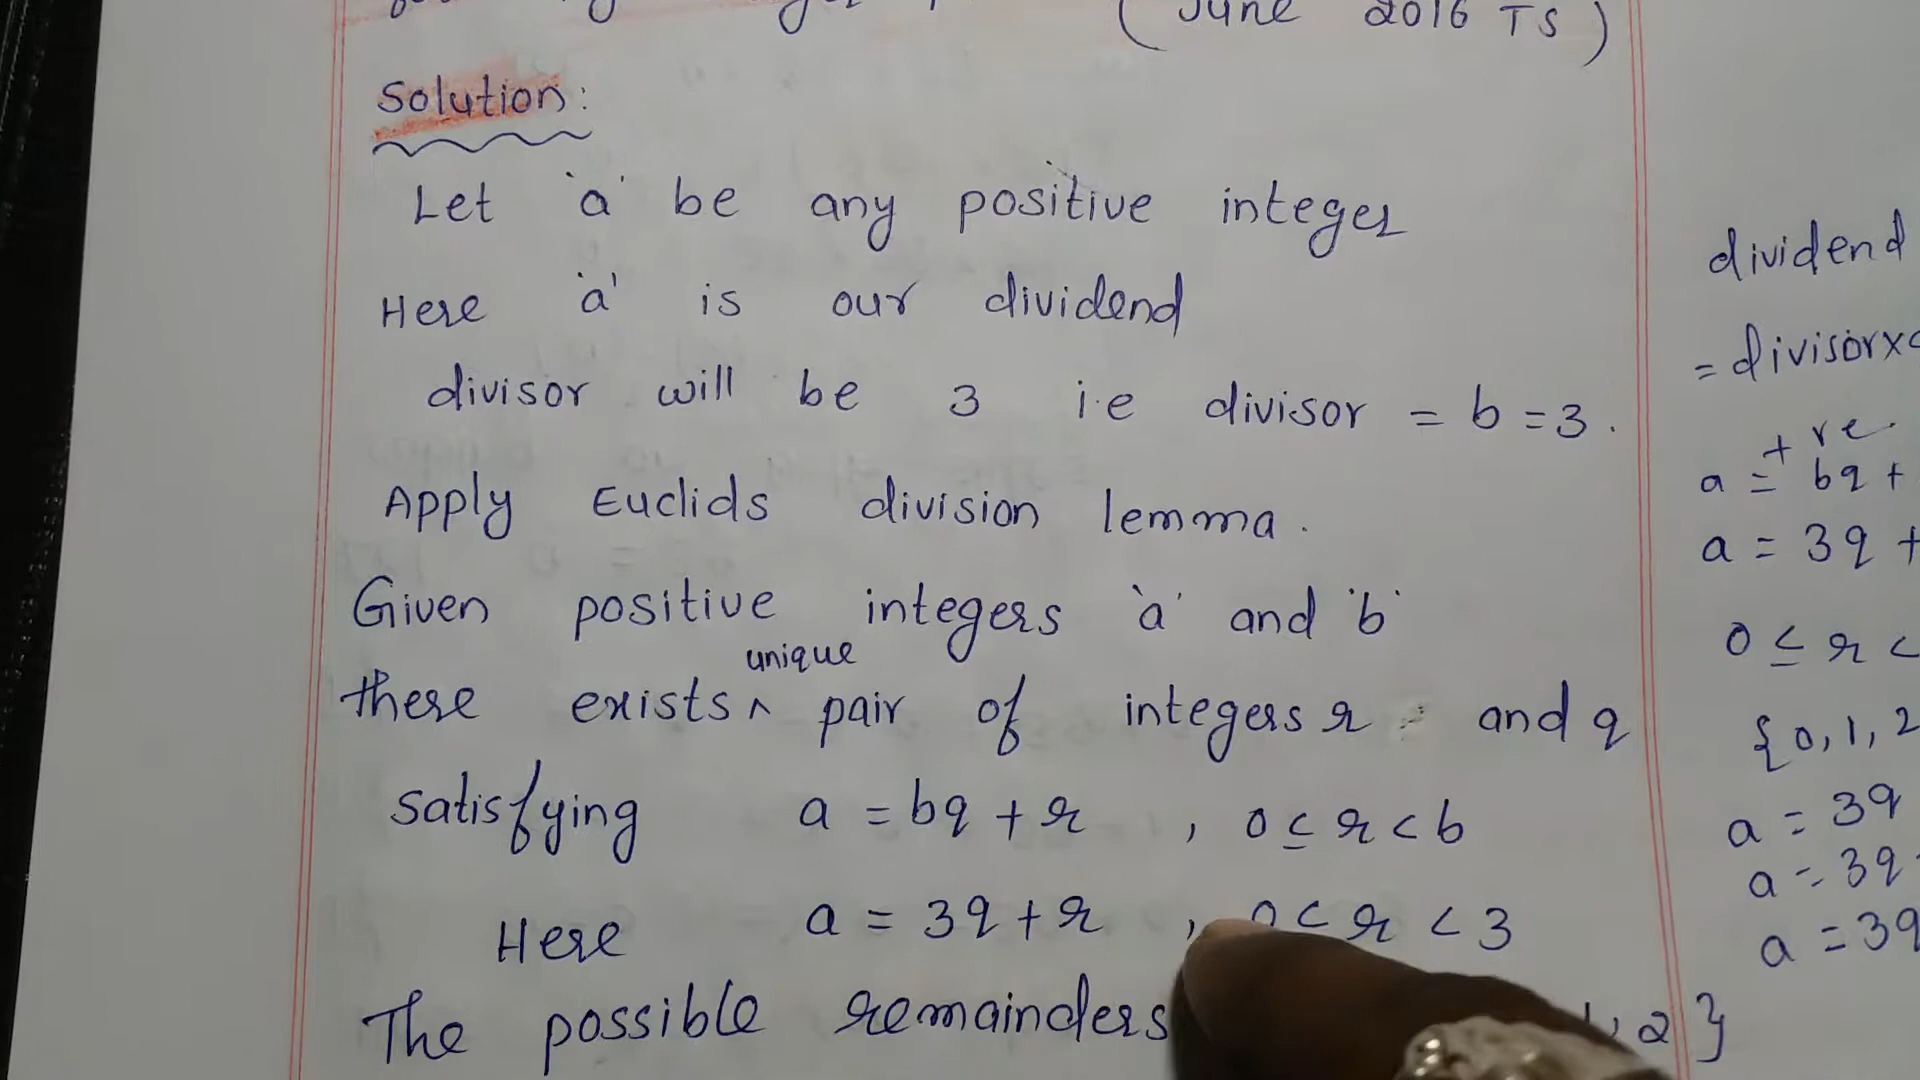 ( June 2016 TS )
Solution:
Let 'a' be any positive integer
Here 'a' is our dividend
divisor will be 3 i.e divisor = b = 3.
Apply Euclids division lemma.
Given positive integers 'a' and 'b'
unique
there exists ^ pair of integers r and q
satisfying a = bq + r , 0 ≤ r < b
Here a = 3q + r , 0 ≤ r < 3
The possible remainders , 2 }
dividend
= divisor x
+ re
a = bq +
a = 3q +
0 ≤ r <
{ 0, 1, 2
a = 3q
a = 3q
a = 3q